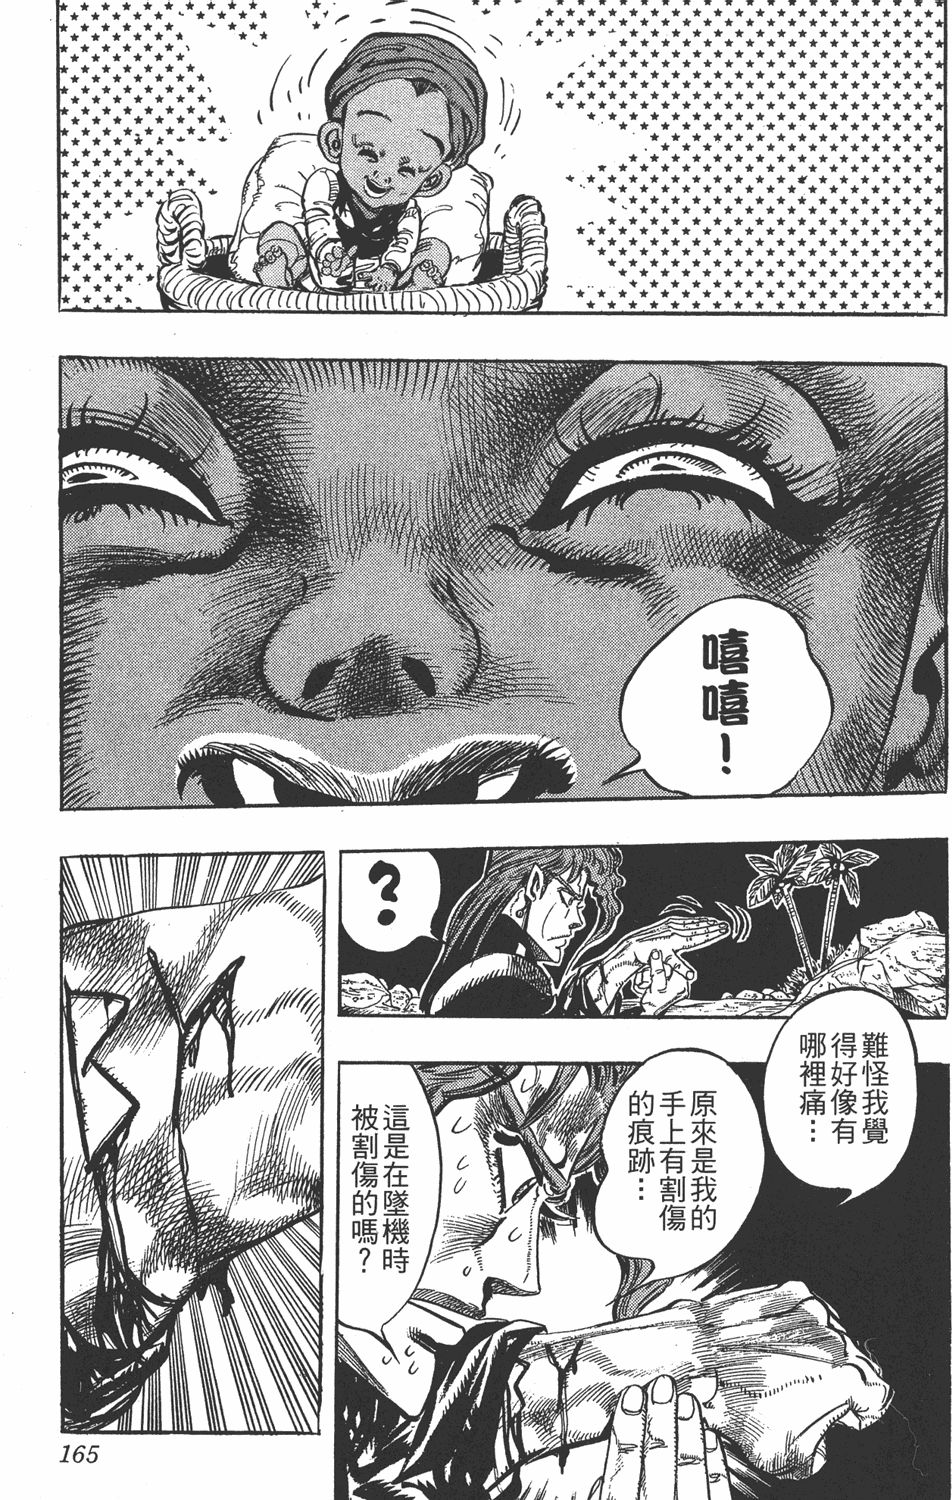 嘻嘻！
？
難怪我覺
得好像有
哪裡痛…
原來是我的
手上有割傷
的痕跡…
這是在墜機時
被割傷的嗎？
165